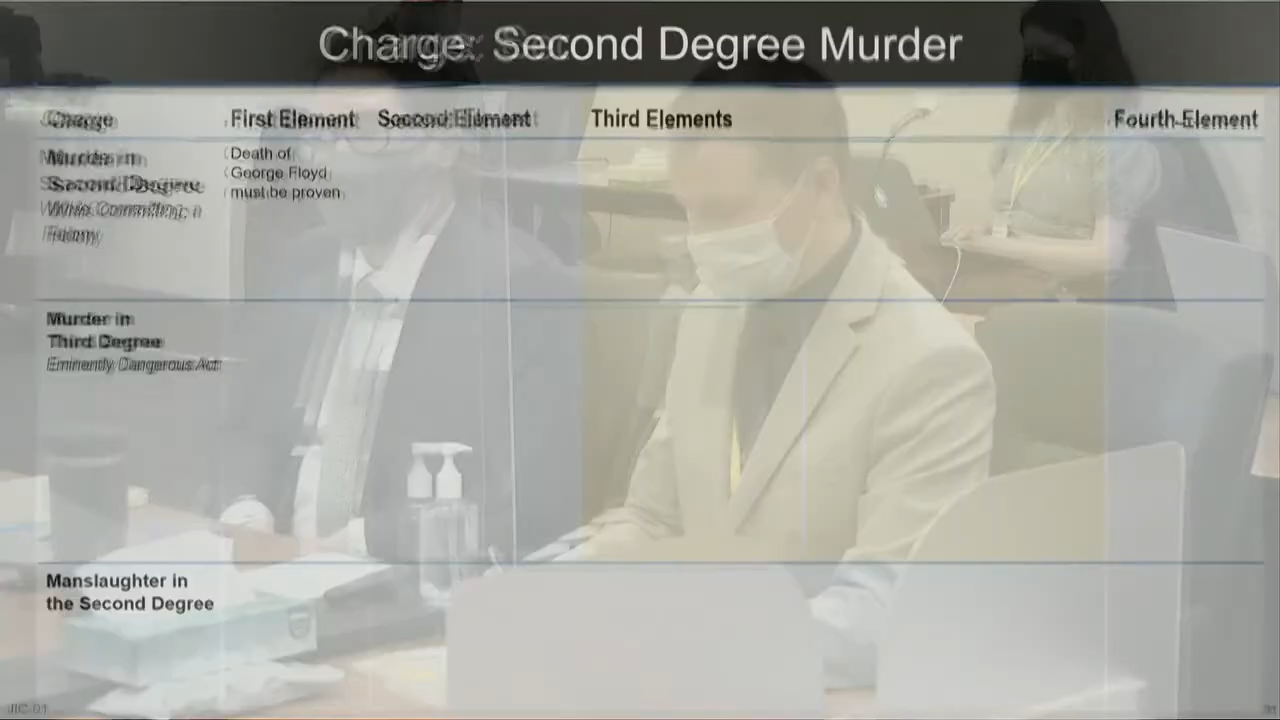 Charge: Second Degree Murder
Charge First Element Second Element Third Elements Fourth Element
Murder in
Second Degree
While Committing a
Felony
Death of
George Floyd
must be proven
Murder in
Third Degree
Eminently Dangerous Act
Manslaughter in
the Second Degree